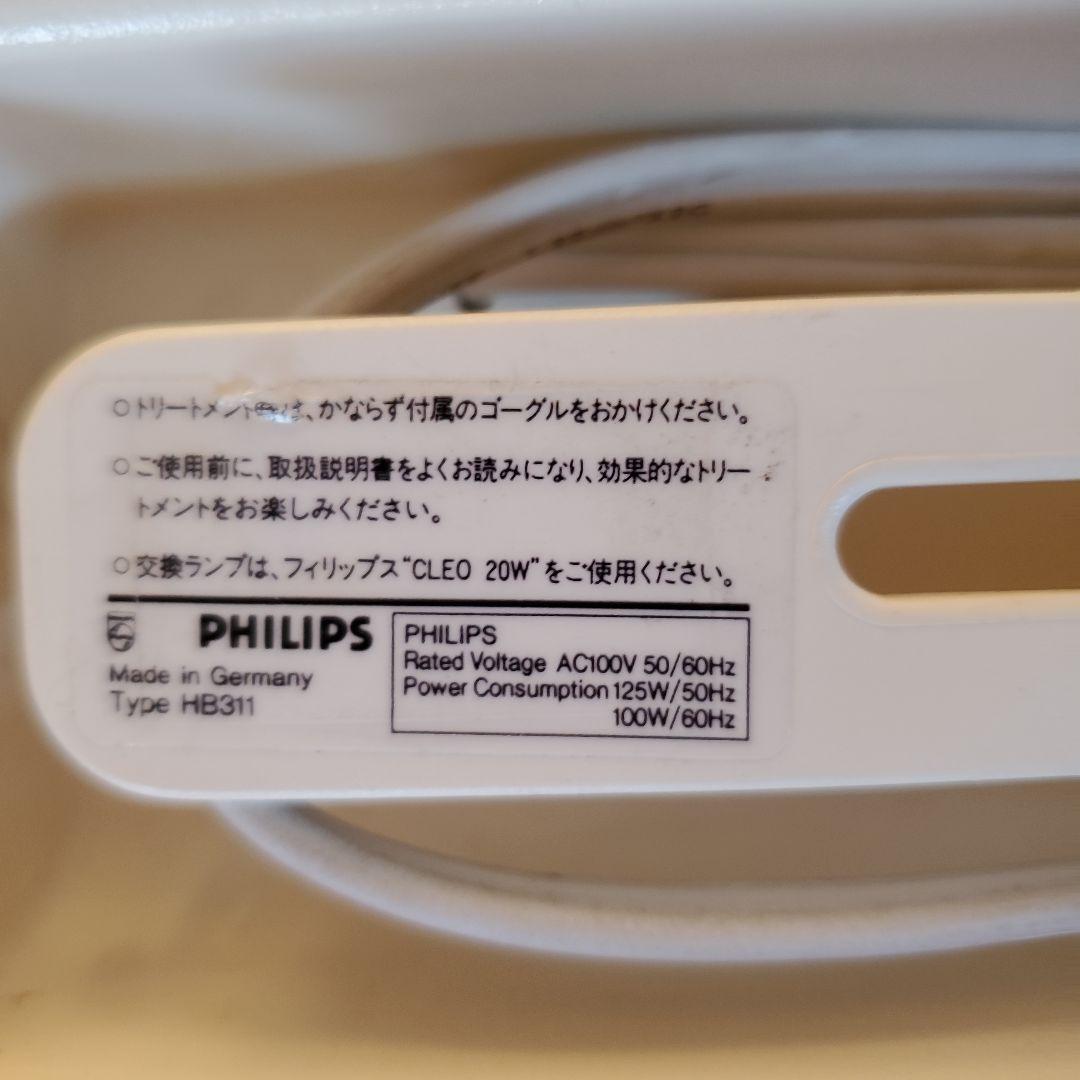 ○トリートメント時は、かならず付属のゴーグルをおかけください。
○ご使用前に、取扱説明書をよくお読みになり、効果的なトリー
トメントをお楽しみください。
○交換ランプは、フィリップス“CLEO 20W”をご使用ください。
PHILIPS
Made in Germany
Type HB311
PHILIPS
Rated Voltage AC100V 50/60Hz
Power Consumption 125W/50Hz
100W/60Hz